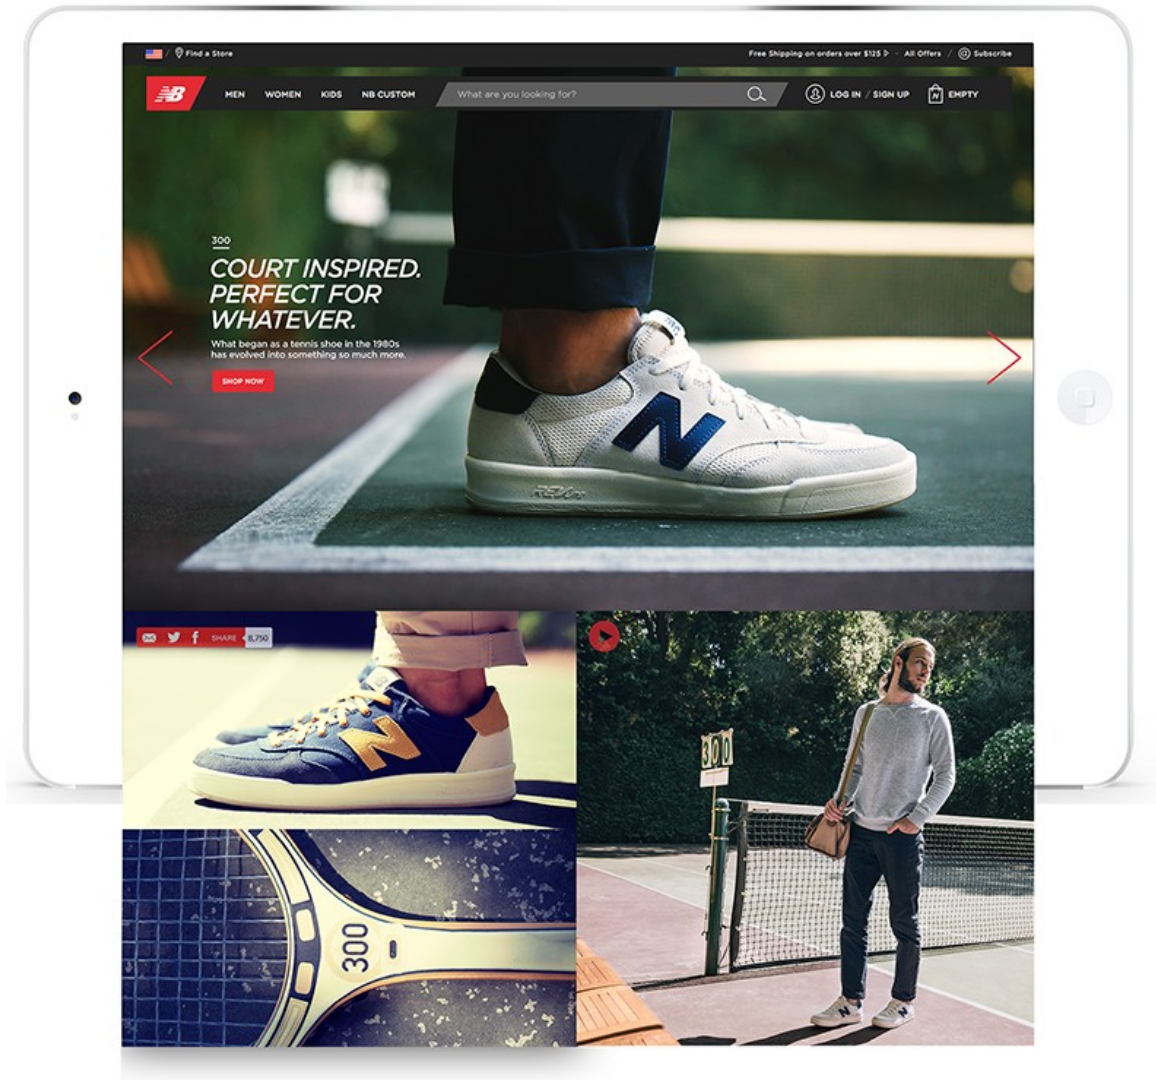 Find a Store
Free Shipping on orders over $125
All Offers / @ Subscribe
NB
MEN
WOMEN
KIDS
NB CUSTOM
What are you looking for?
LOG IN / SIGN UP
EMPTY
300
COURT INSPIRED.
PERFECT FOR
WHATEVER.
What began as a tennis shoe in the 1980s
has evolved into something so much more.
SHOP NOW
N
REVlite
SHARE
8,750
N
300
300
N
N